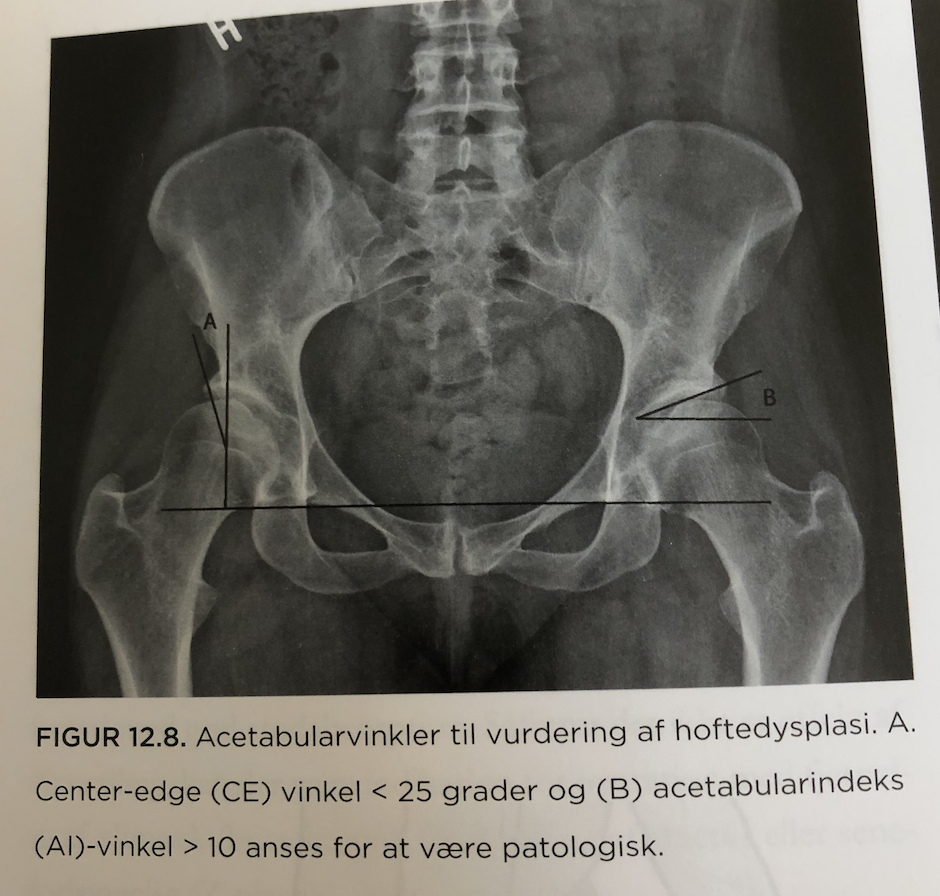 H
A
B
FIGUR 12.8. Acetabularvinkler til vurdering af hoftedysplasi. A.
Center-edge (CE) vinkel < 25 grader og (B) acetabularindeks
(AI)-vinkel > 10 anses for at være patologisk.